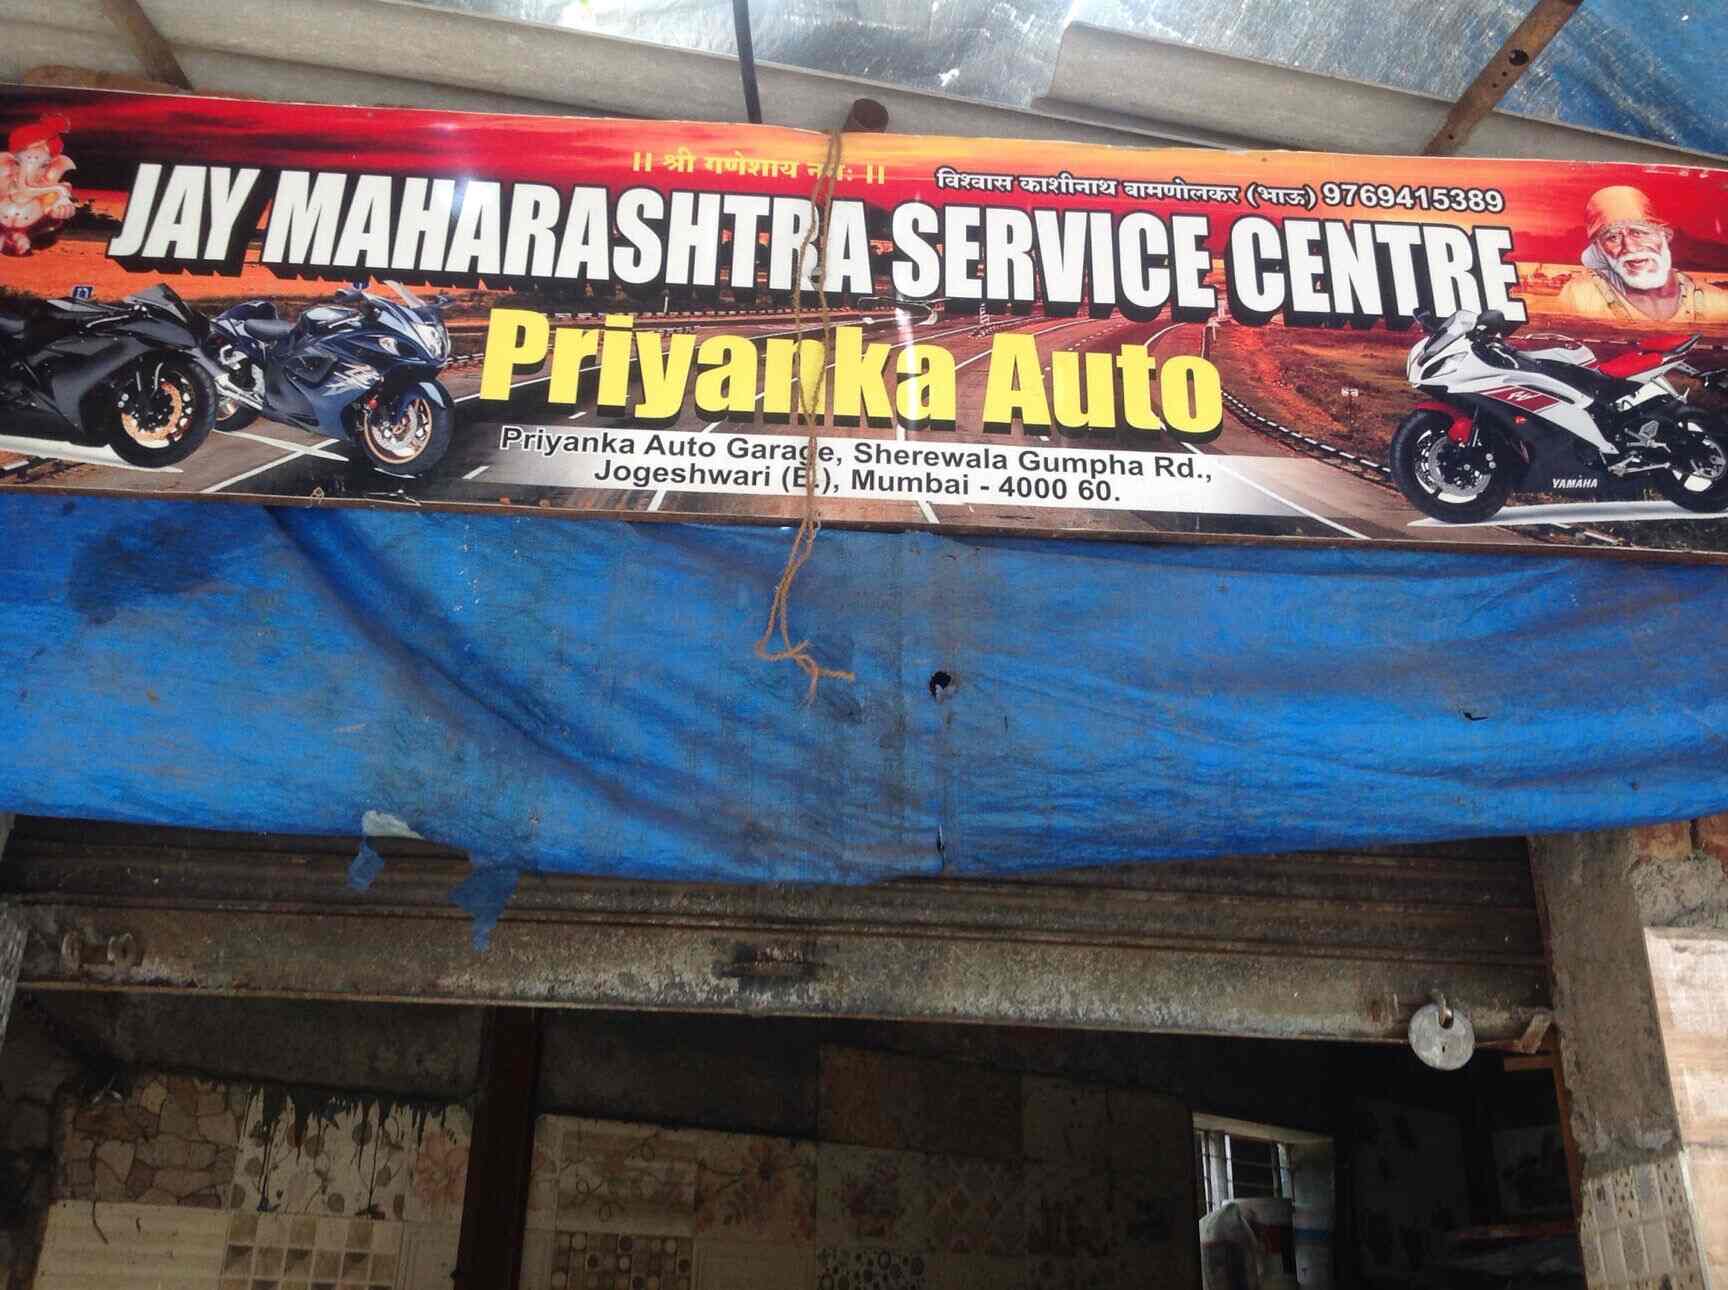 ॥ श्री गणेशाय नमः ॥
विश्वास काशीनाथ बामणोलकर (भाऊ) 9769415389
JAY MAHARASHTRA SERVICE CENTRE
Priyanka Auto
Priyanka Auto Garage, Sherewala Gumpha Rd.,
Jogeshwari (E.), Mumbai - 4000 60.
YAMAHA